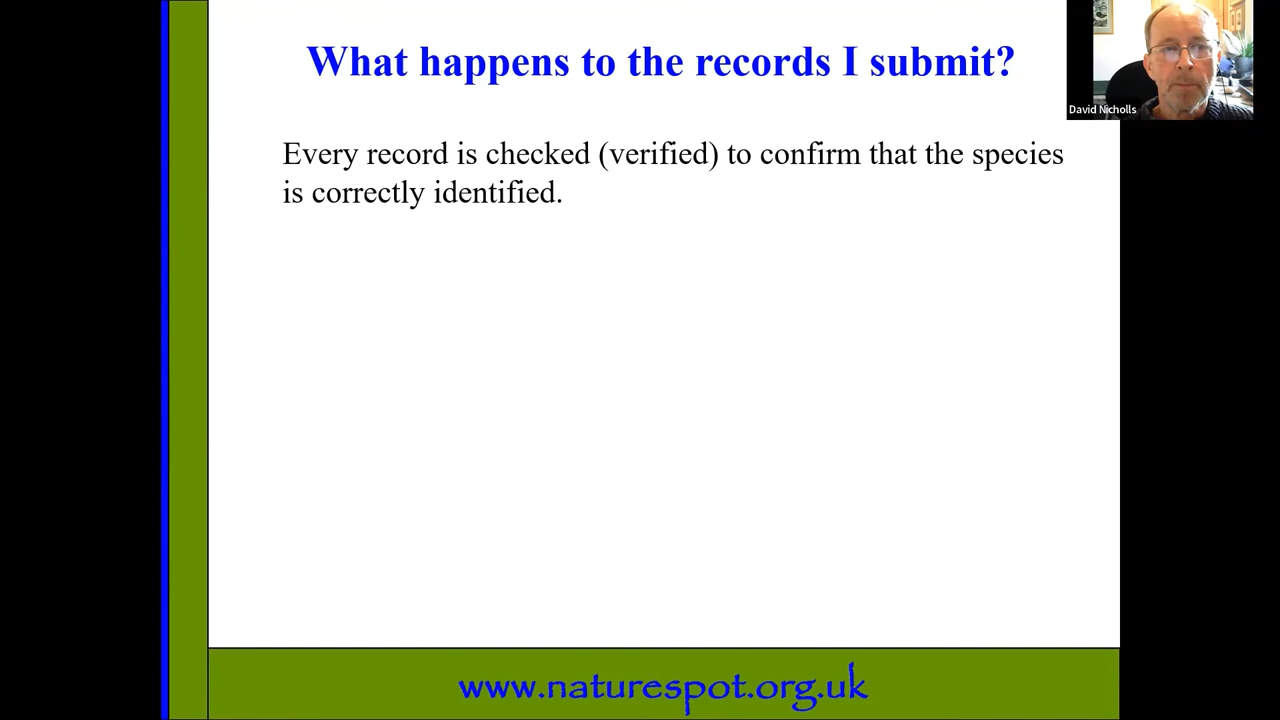 What happens to the records I submit?
David Nicholls
Every record is checked (verified) to confirm that the species
is correctly identified.
www.naturespot.org.uk